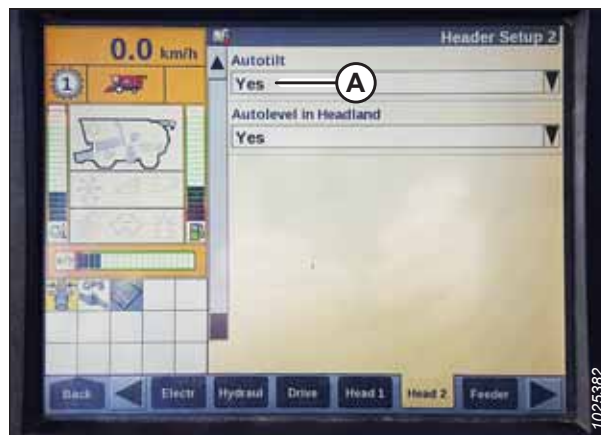 0.0 km/h
Header Setup 2
1
Autotilt
Yes
A
Autolevel in Headland
Yes
Back
Electr
Hydraul
Drive
Head 1
Head 2
Feeder
1025382